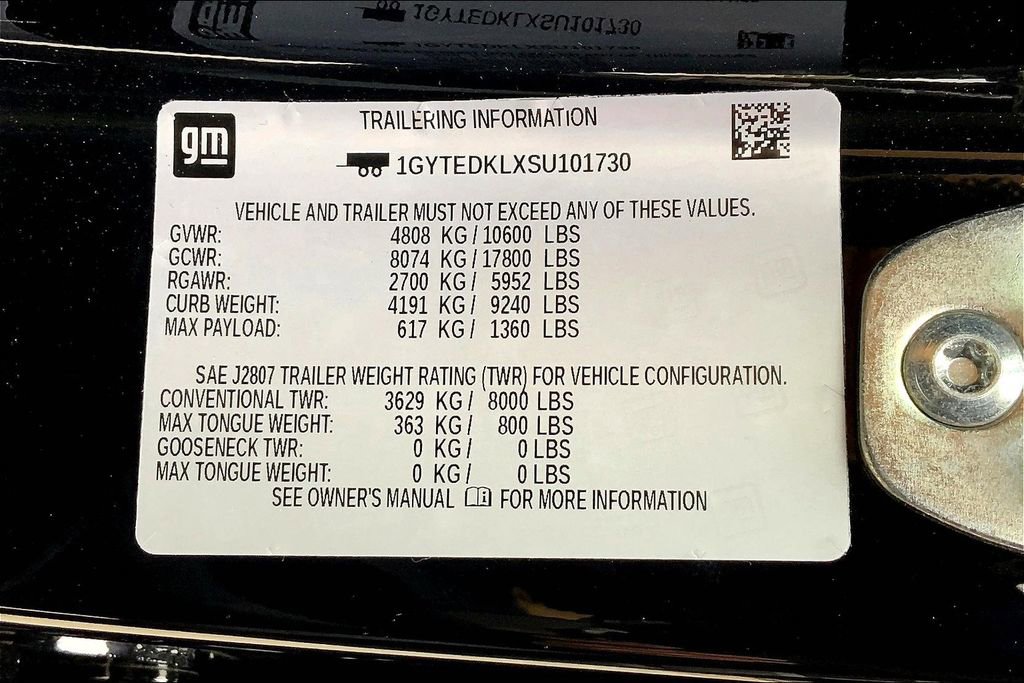 1GYTEDKLXSU101730
gm
TRAILERING INFORMATION
1GYTEDKLXSU101730
VEHICLE AND TRAILER MUST NOT EXCEED ANY OF THESE VALUES.
GVWR: 4808 KG/10600 LBS
GCWR: 8074 KG/17800 LBS
RGAWR: 2700 KG/ 5952 LBS
CURB WEIGHT: 4191 KG/ 9240 LBS
MAX PAYLOAD: 617 KG/ 1360 LBS
SAE J2807 TRAILER WEIGHT RATING (TWR) FOR VEHICLE CONFIGURATION.
CONVENTIONAL TWR: 3629 KG/ 8000 LBS
MAX TONGUE WEIGHT: 363 KG/ 800 LBS
GOOSENECK TWR: 0 KG/ 0 LBS
MAX TONGUE WEIGHT: 0 KG/ 0 LBS
SEE OWNER'S MANUAL FOR MORE INFORMATION